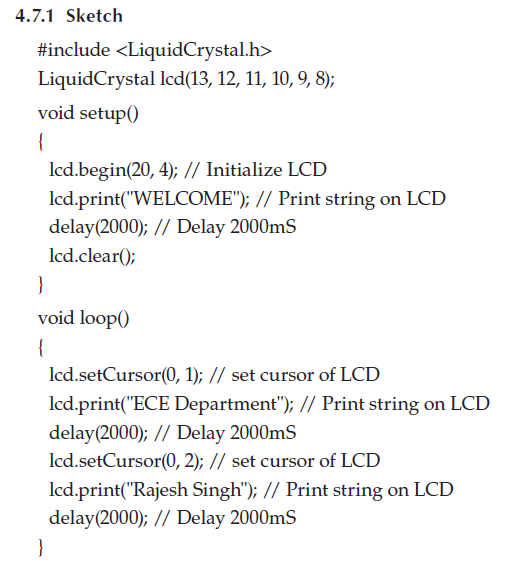 4.7.1 Sketch
#include <LiquidCrystal.h>
LiquidCrystal lcd(13, 12, 11, 10, 9, 8);
void setup()
{
lcd.begin(20, 4); // Initialize LCD
lcd.print("WELCOME"); // Print string on LCD
delay(2000); // Delay 2000mS
lcd.clear();
}
void loop()
{
lcd.setCursor(0, 1); // set cursor of LCD
lcd.print("ECE Department"); // Print string on LCD
delay(2000); // Delay 2000mS
lcd.setCursor(0, 2); // set cursor of LCD
lcd.print("Rajesh Singh"); // Print string on LCD
delay(2000); // Delay 2000mS
}